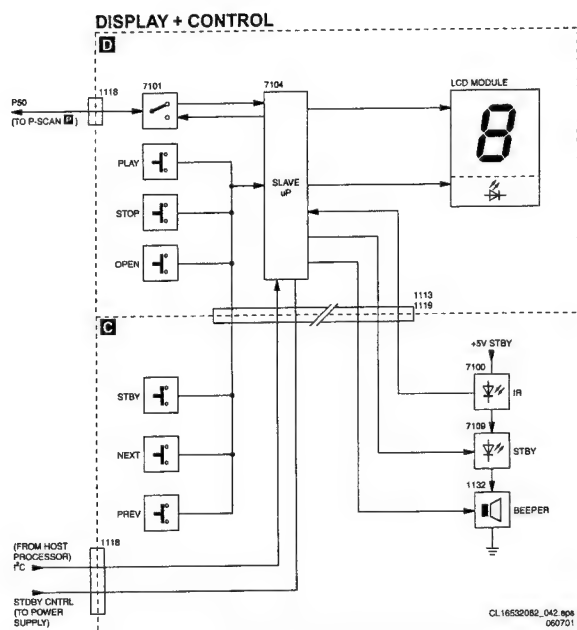 DISPLAY + CONTROL
D
1118
7101
7104
LCD MODULE
P50
(TO P-SCAN P )
8
PLAY
SLAVE
uP
STOP
OPEN
1113
1119
C
+5V STBY
7100
IR
STBY
7109
STBY
NEXT
1132
BEEPER
PREV
(FROM HOST
PROCESSOR)
I²C
1118
STDBY CNTRL
(TO POWER
SUPPLY)
CL16532082_042.eps
060701